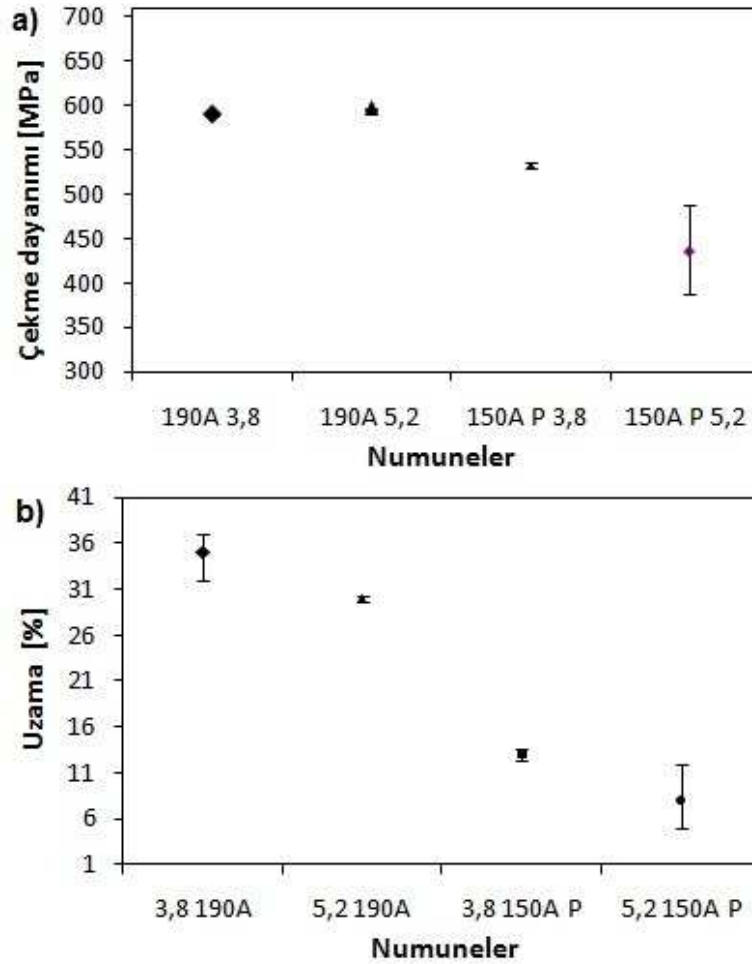 a)
Çekme dayanımı [MPa]
700
650
600
550
500
450
400
350
300
190A 3,8 190A 5,2 150A P 3,8 150A P 5,2
Numuneler
b)
Uzama [%]
41
36
31
26
21
16
11
6
1
3,8 190A 5,2 190A 3,8 150A P 5,2 150A P
Numuneler